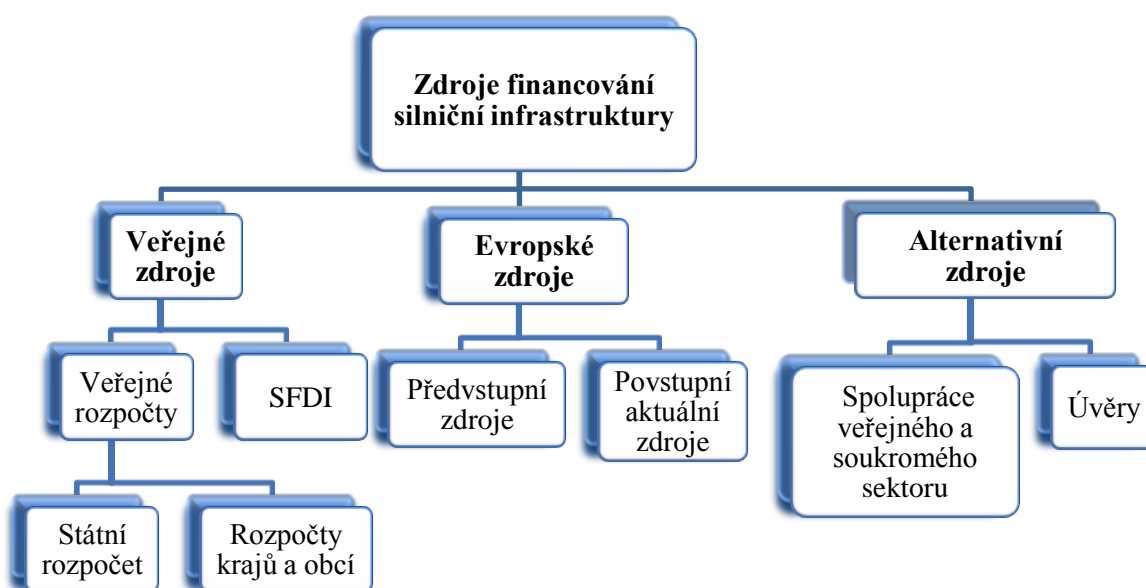 Zdroje financování
silniční infrastruktury
Veřejné
zdroje
Evropské
zdroje
Alternativní
zdroje
Veřejné
rozpočty
SFDI
Předvstupní
zdroje
Povstupní
aktuální
zdroje
Spolupráce
veřejného a
soukromého
sektoru
Úvěry
Státní
rozpočet
Rozpočty
krajů a obcí